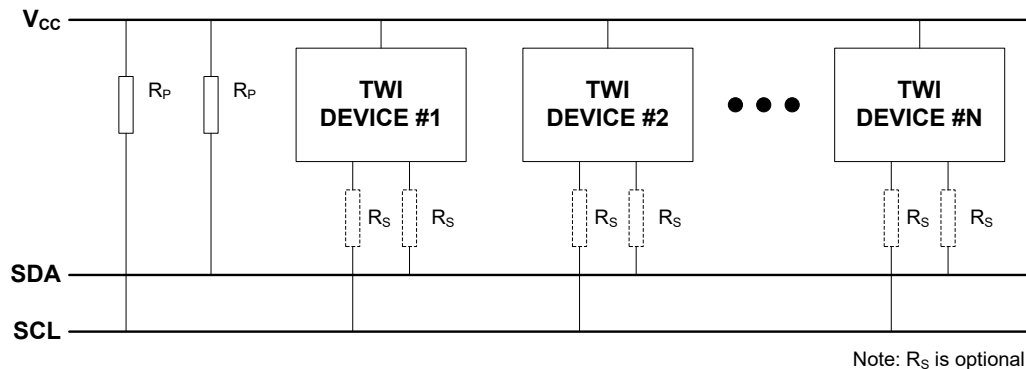 VCC
RP
RP
TWI
DEVICE #1
TWI
DEVICE #2
TWI
DEVICE #N
RS
RS
RS
RS
RS
RS
SDA
SCL
Note: RS is optional